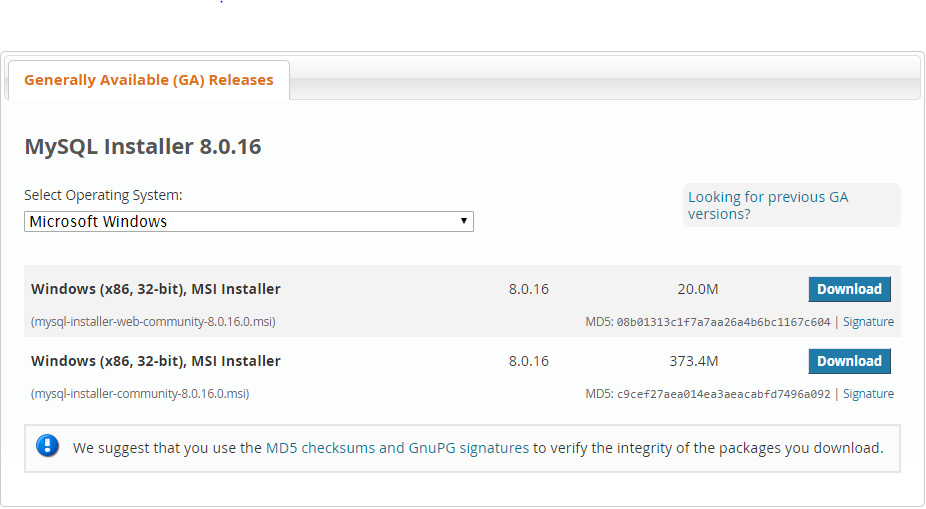 Generally Available (GA) Releases
MySQL Installer 8.0.16
Select Operating System:
Microsoft Windows
Looking for previous GA
versions?
Windows (x86, 32-bit), MSI Installer 8.0.16 20.0M Download
(mysql-installer-web-community-8.0.16.0.msi) MD5: 08b01313c1f7a7aa26a4b6bc1167c604 | Signature
Windows (x86, 32-bit), MSI Installer 8.0.16 373.4M Download
(mysql-installer-community-8.0.16.0.msi) MD5: c9cef27aea014ea3aeacabfd7496a092 | Signature
We suggest that you use the MD5 checksums and GnuPG signatures to verify the integrity of the packages you download.